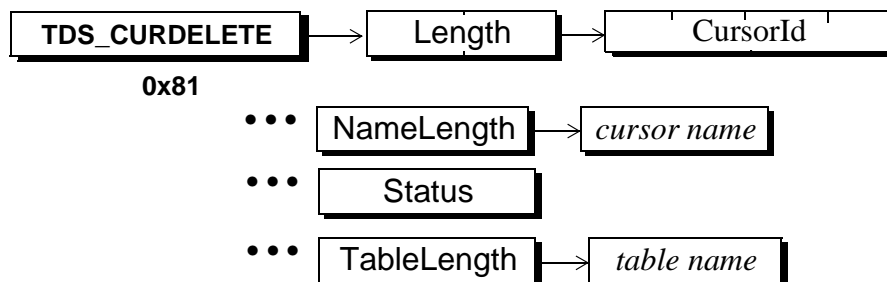 TDS_CURDELETE Length CursorId
0x81
••• NameLength cursor name
••• Status
••• TableLength table name